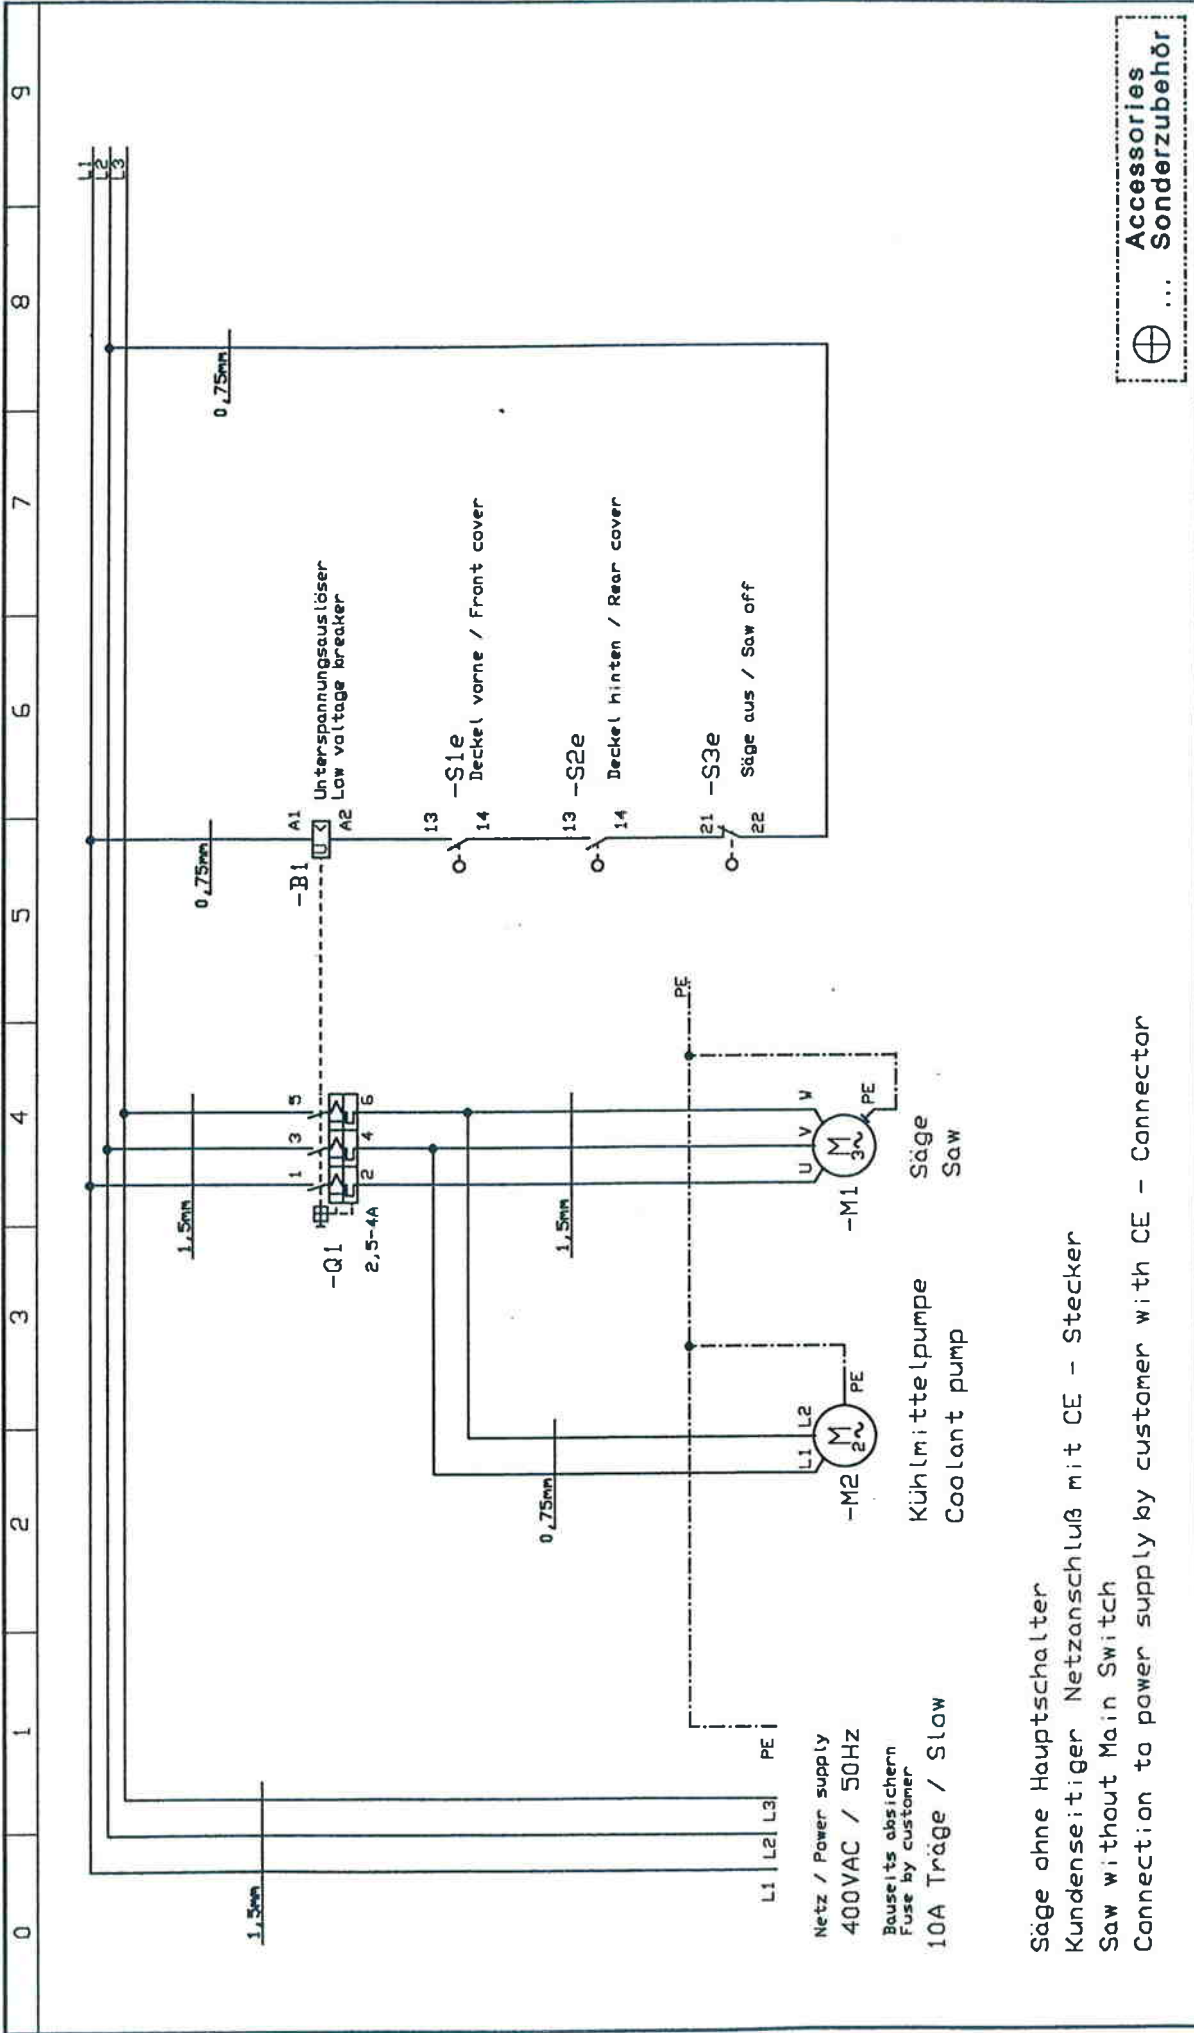 0 1 2 3 4 5 6 7 8 9
L1
L2
L3
1,5mm
1,5mm
0,75mm
0,75mm
1 3 5
-Q1
2,5-4A
2 4 6
-B1
A1
A2
Unterspannungsauslöser
Low voltage breaker
13
14
-S1e
Deckel vorne / Front cover
13
14
-S2e
Deckel hinten / Rear cover
21
22
-S3e
Säge aus / Saw off
0,75mm
1,5mm
PE
L1 L2 L3 PE
L1 L2
M
2~
PE
-M2
U V W
M
3~
PE
-M1
Netz / Power supply
400VAC / 50HZ
Bauseits absichern
Fuse by customer
10A Träge / Slow
Kühlmittelpumpe
Coolant pump
Säge
Saw
Säge ohne Hauptschalter
Kundenseitiger Netzanschluß mit CE - Stecker
Saw without Main Switch
Connection to power supply by customer with CE - Connector
... Accessories
Sonderzubehör